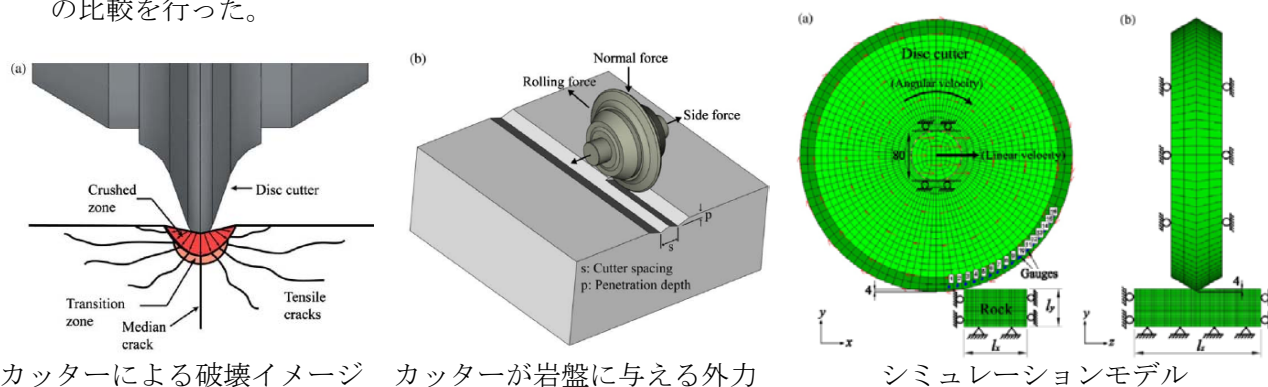 の比較を行った。
(a)
Crushed
zone
Disc cutter
Transition
zone
Median
crack
Tensile
cracks
(b)
Normal force
Rolling force
Side force
p
s
s: Cutter spacing
p: Penetration depth
(a)
Disc cutter
(Angular velocity)
80
(Linear velocity)
Gauges
4
Rock
ly
lx
y
x
(b)
4
y
z
lz
カッターによる破壊イメージ
カッターが岩盤に与える外力
シミュレーションモデル